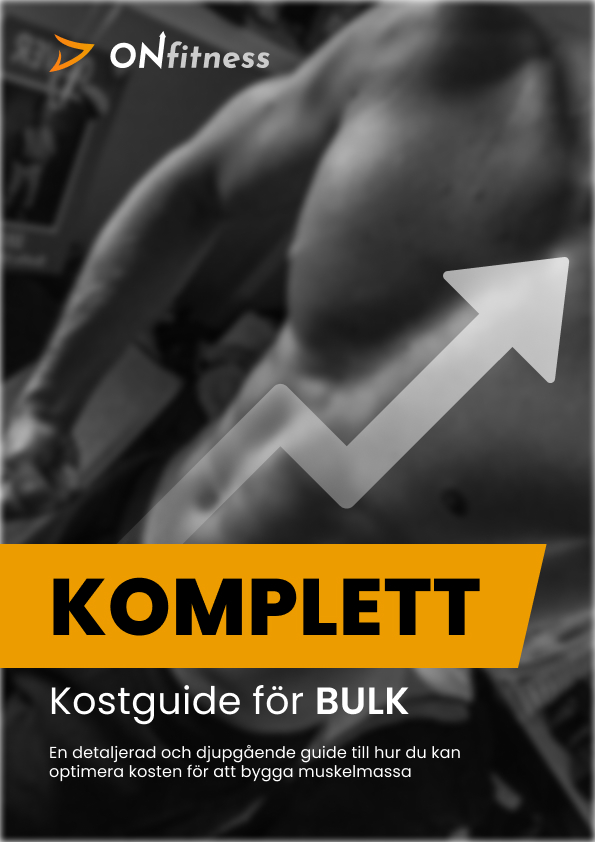 ONfitness
KOMPLETT
Kostguide för BULK
En detaljerad och djupgående guide till hur du kan
optimera kosten för att bygga muskelmassa